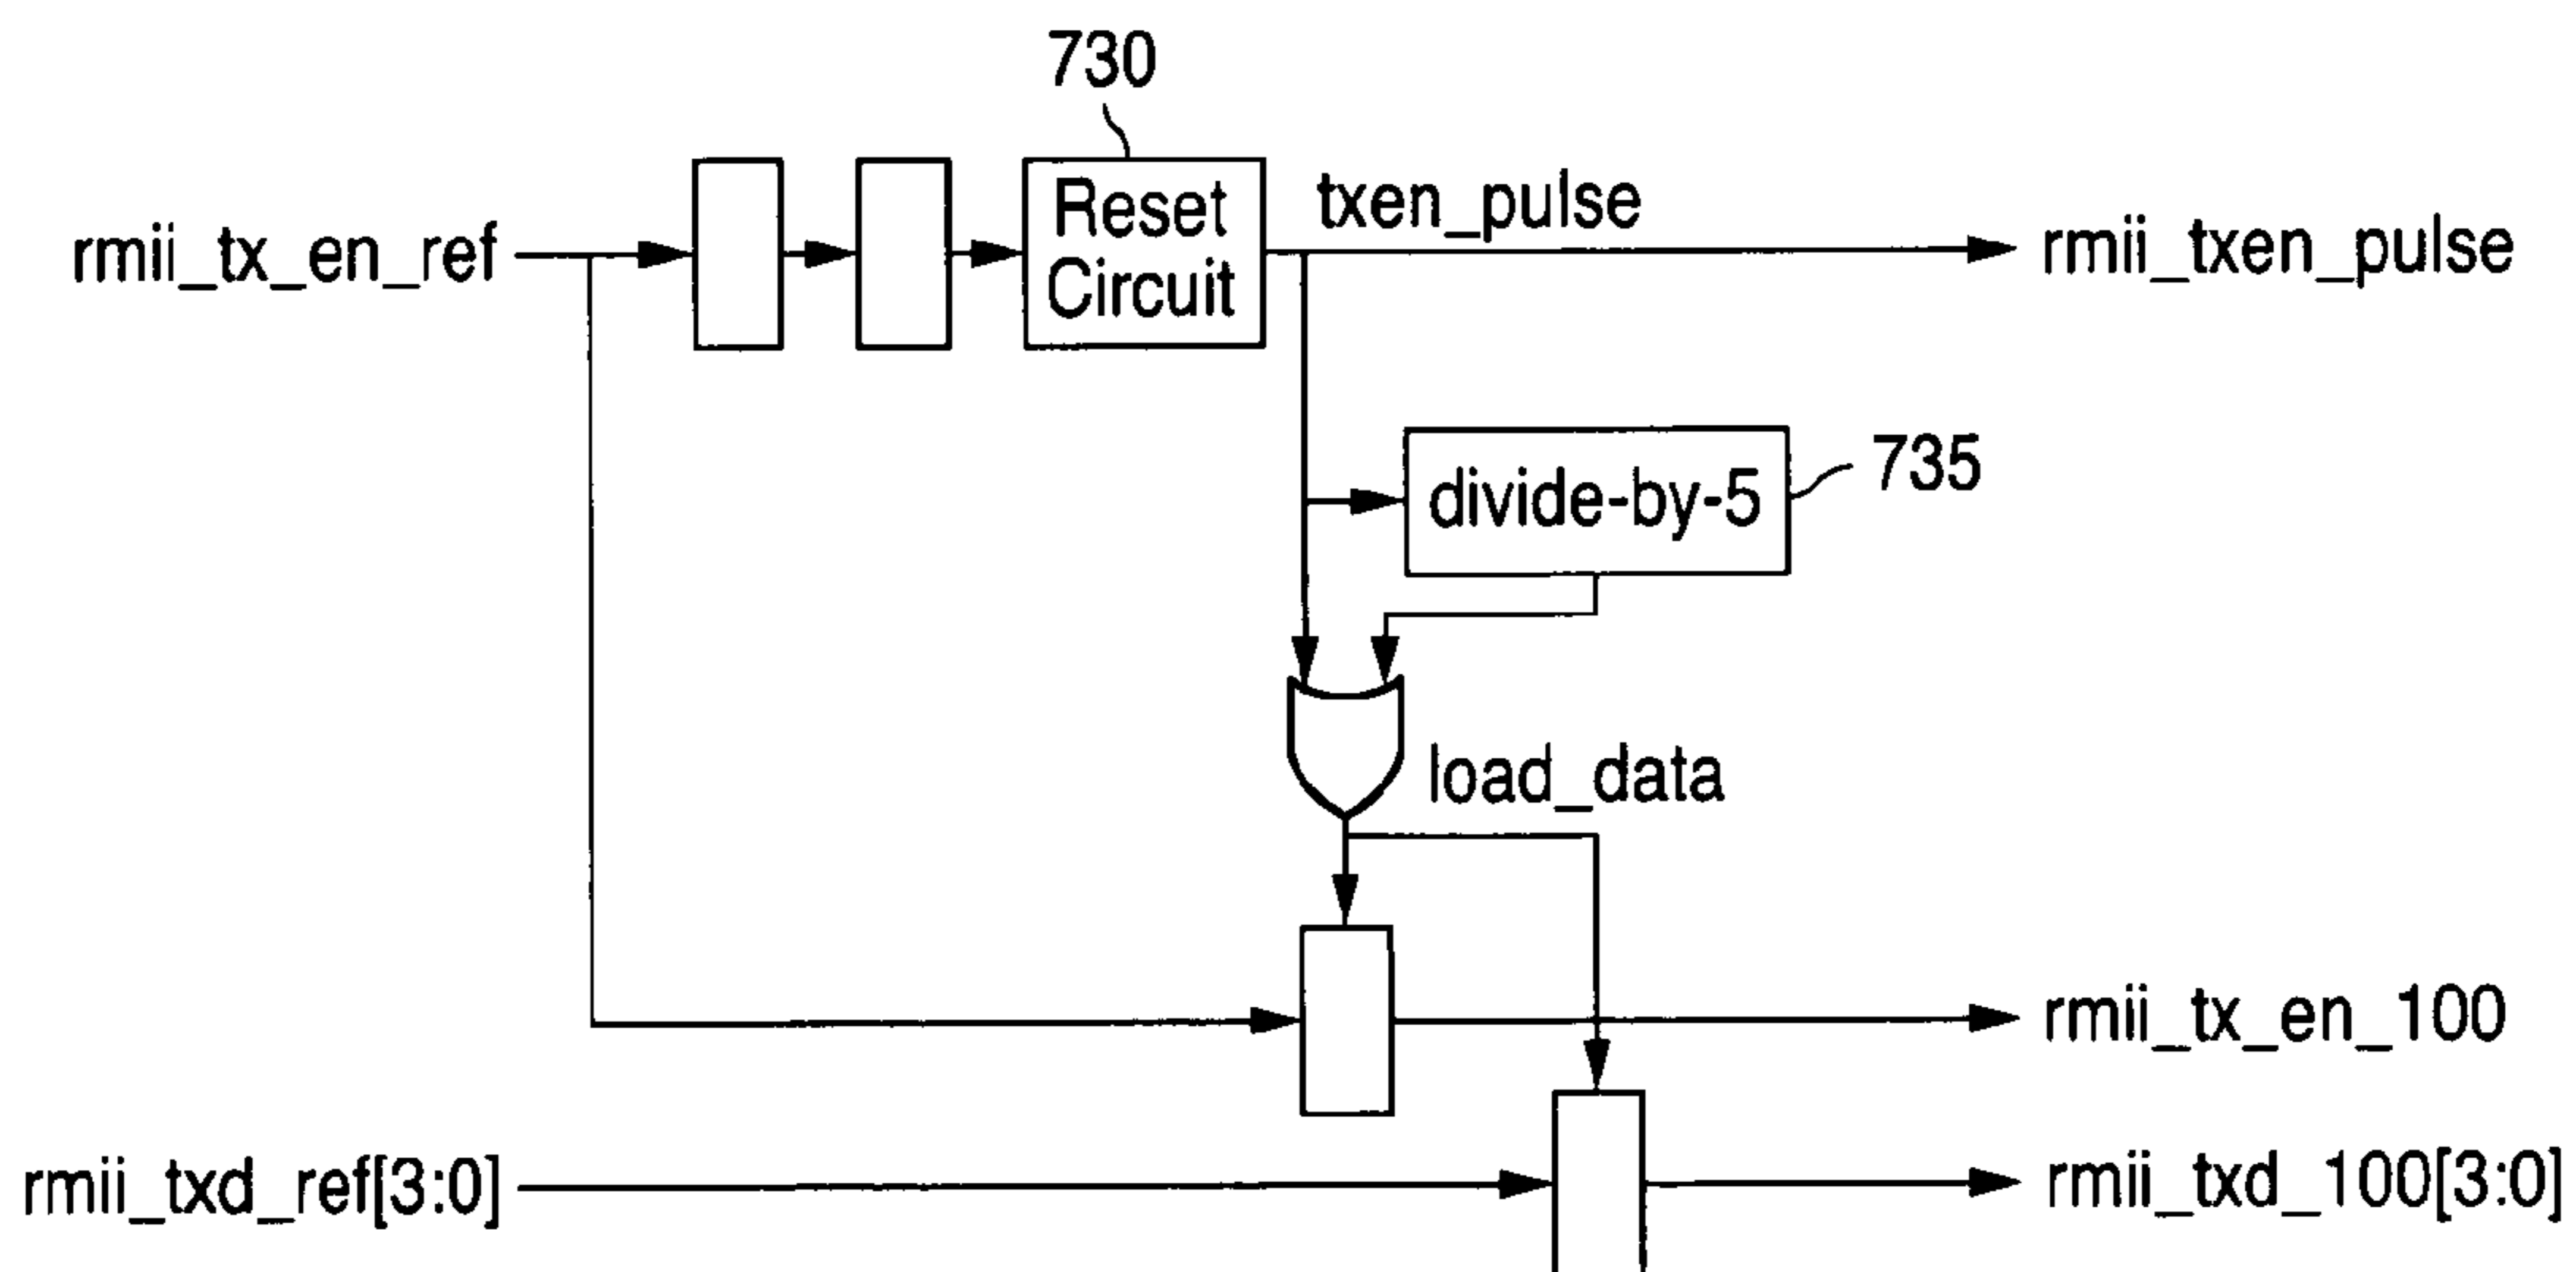 730
rmii_tx_en_ref
Reset
Circuit
txen_pulse
rmii_txen_pulse
divide-by-5
735
load_data
rmii_tx_en_100
rmii_txd_ref[3:0]
rmii_txd_100[3:0]